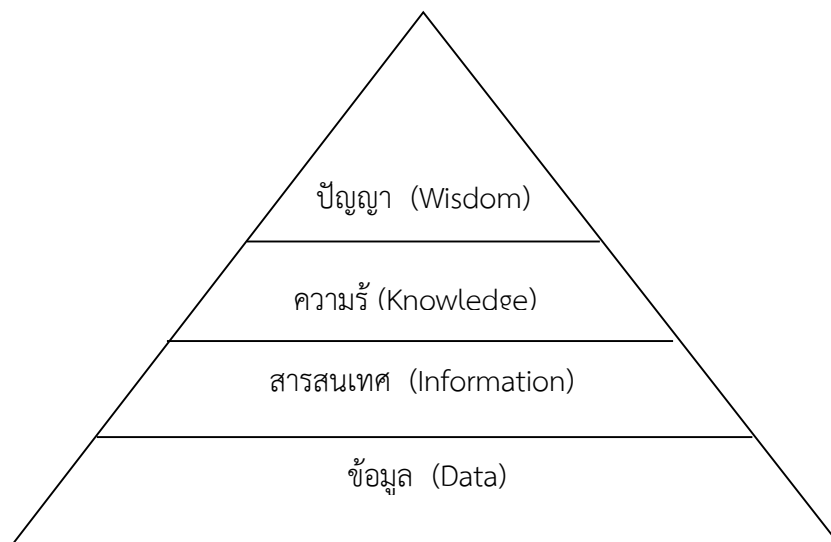 ปัญญา (Wisdom)
ความรู้ (Knowledge)
สารสนเทศ (Information)
ข้อมูล (Data)